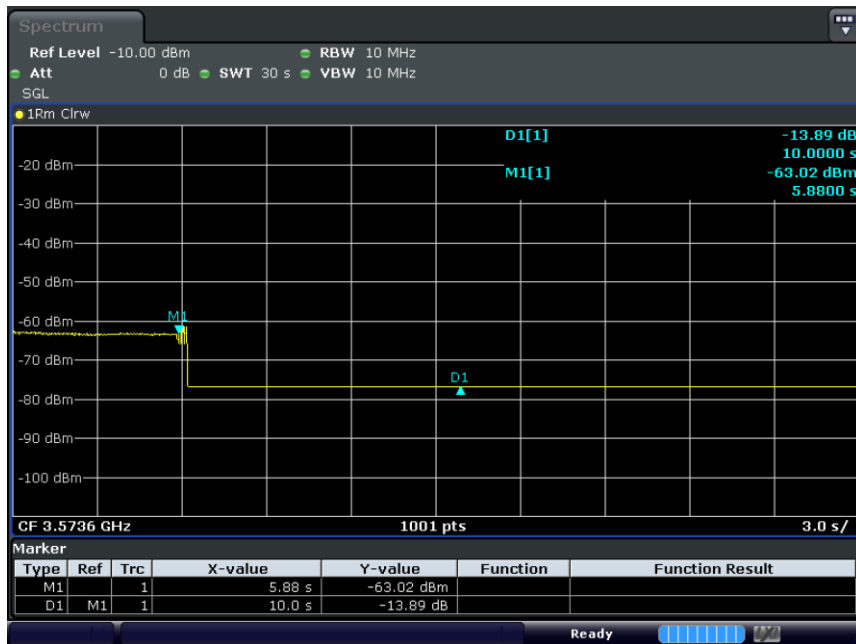 Spectrum
Ref Level -10.00 dBm RBW 10 MHz
Att 0 dB SWT 30 s VBW 10 MHz
SGL
1Rm Clrw
D1[1] -13.89 dB
10.0000 s
-20 dBm
M1[1] -63.02 dBm
5.8800 s
-30 dBm
-40 dBm
-50 dBm
M1
-60 dBm
-70 dBm
D1
-80 dBm
-90 dBm
-100 dBm
CF 3.5736 GHz 1001 pts 3.0 s/
Marker
Type Ref Trc X-value Y-value Function Function Result
M1 1 5.88 s -63.02 dBm
D1 M1 1 10.0 s -13.89 dB
Ready